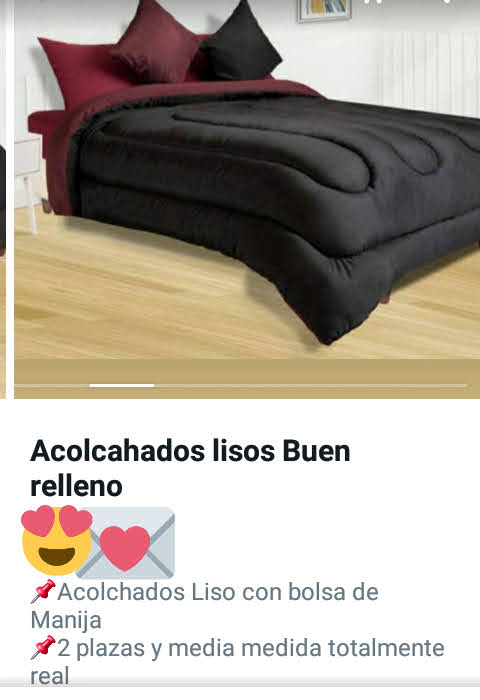 Acolcahados lisos Buen
relleno
Acolchados Liso con bolsa de
Manija
2 plazas y media medida totalmente
real